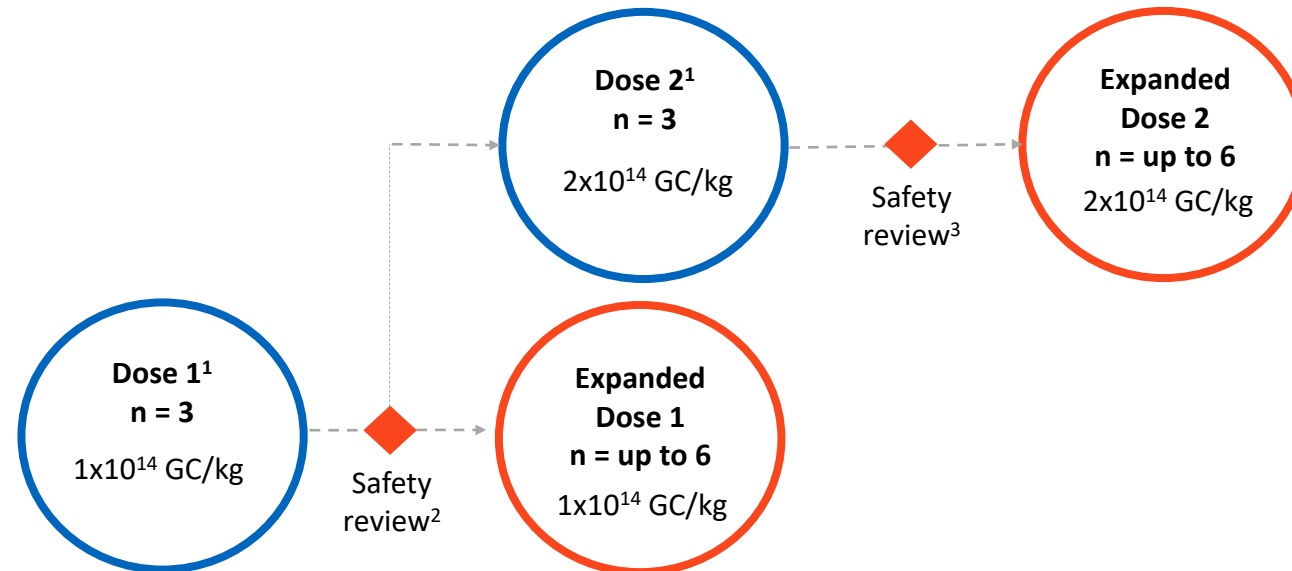 Dose 2¹
n = 3
2x10¹⁴ GC/kg
Safety
review³
Expanded
Dose 2
n = up to 6
2x10¹⁴ GC/kg
Dose 1¹
n = 3
1x10¹⁴ GC/kg
Safety
review²
Expanded
Dose 1
n = up to 6
1x10¹⁴ GC/kg